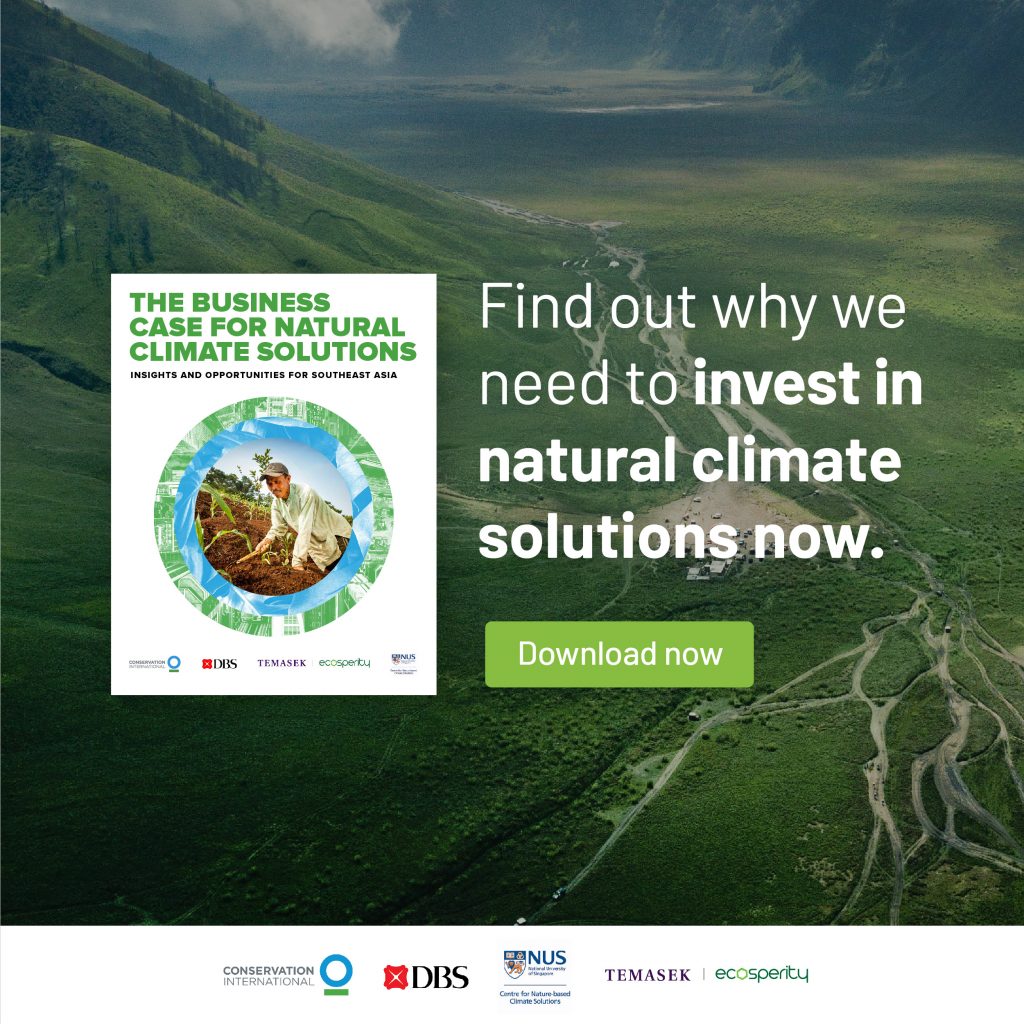 THE BUSINESS
CASE FOR NATURAL
CLIMATE SOLUTIONS
INSIGHTS AND OPPORTUNITIES FOR SOUTHEAST ASIA
CONSERVATION
INTERNATIONAL
DBS
TEMASEK
ecosperity
NUS
Find out why we
need to invest in
natural climate
solutions now.
Download now
CONSERVATION
INTERNATIONAL
DBS
NUS
National University
of Singapore
Centre for Nature-based
Climate Solutions
TEMASEK | ecosperity